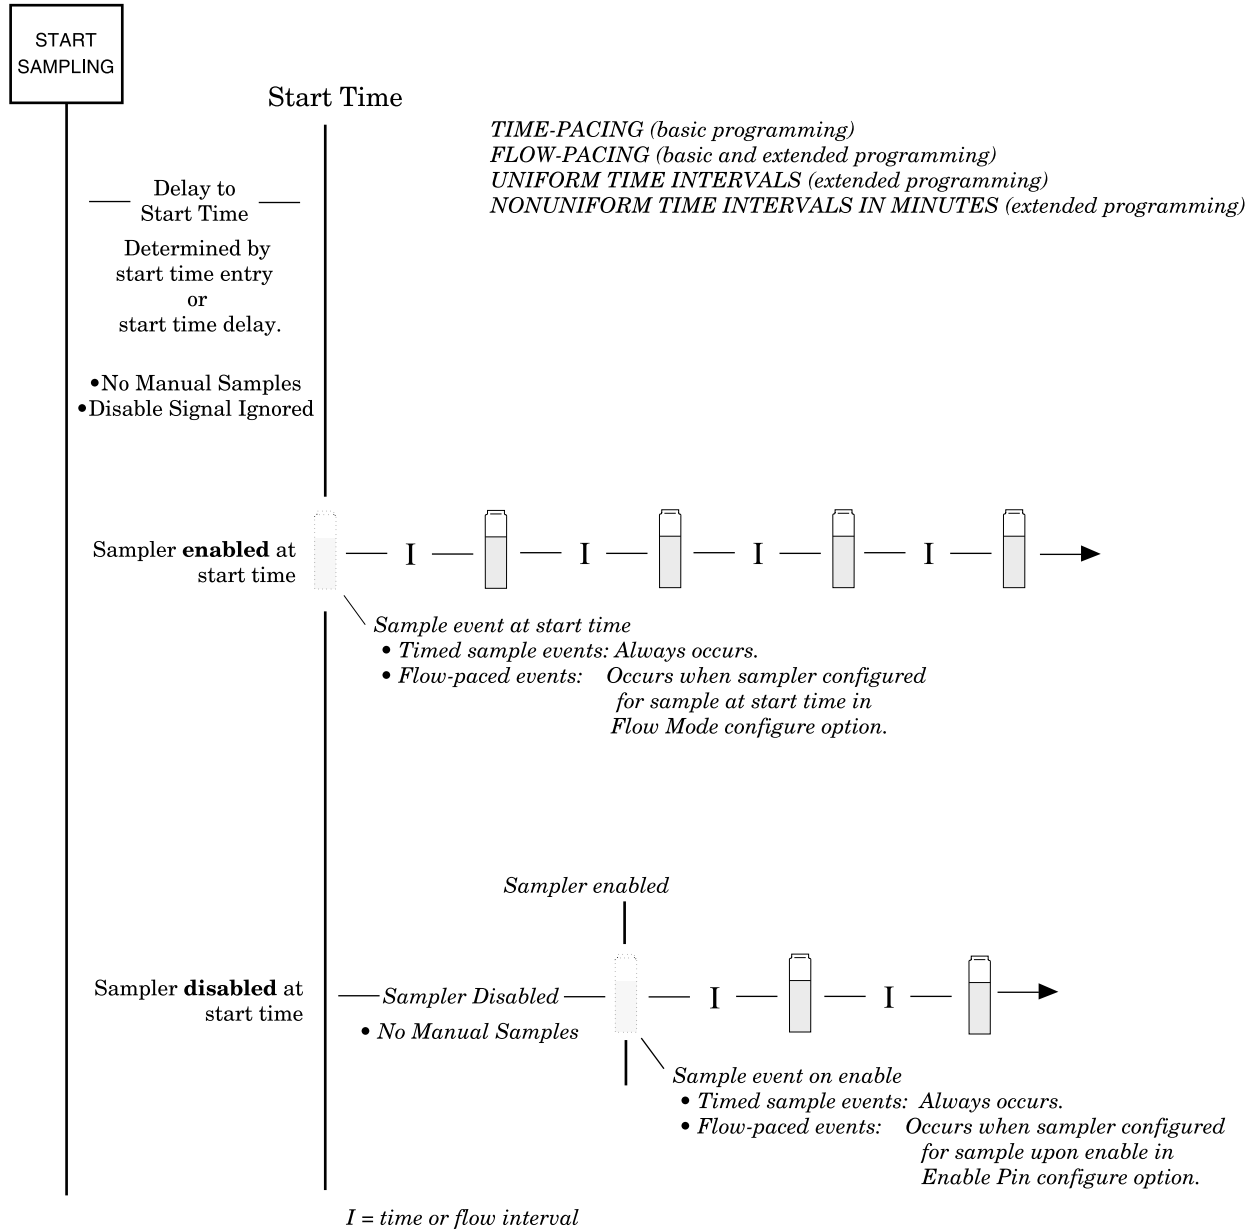 START
SAMPLING
Start Time
TIME-PACING (basic programming)
FLOW-PACING (basic and extended programming)
UNIFORM TIME INTERVALS (extended programming)
NONUNIFORM TIME INTERVALS IN MINUTES (extended programming)
Delay to
Start Time
Determined by
start time entry
or
start time delay.
•No Manual Samples
•Disable Signal Ignored
Sampler enabled at
start time
I I I I
Sample event at start time
• Timed sample events: Always occurs.
• Flow-paced events: Occurs when sampler configured
for sample at start time in
Flow Mode configure option.
Sampler enabled
Sampler disabled at
start time
Sampler Disabled
I I
• No Manual Samples
Sample event on enable
• Timed sample events: Always occurs.
• Flow-paced events: Occurs when sampler configured
for sample upon enable in
Enable Pin configure option.
I = time or flow interval